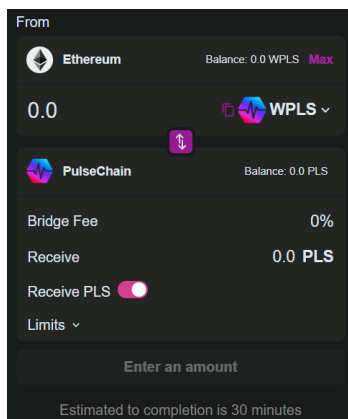 From
Ethereum Balance: 0.0 WPLS Max
0.0 WPLS
PulseChain Balance: 0.0 PLS
Bridge Fee 0%
Receive 0.0 PLS
Receive PLS
Limits
Enter an amount
Estimated to completion is 30 minutes